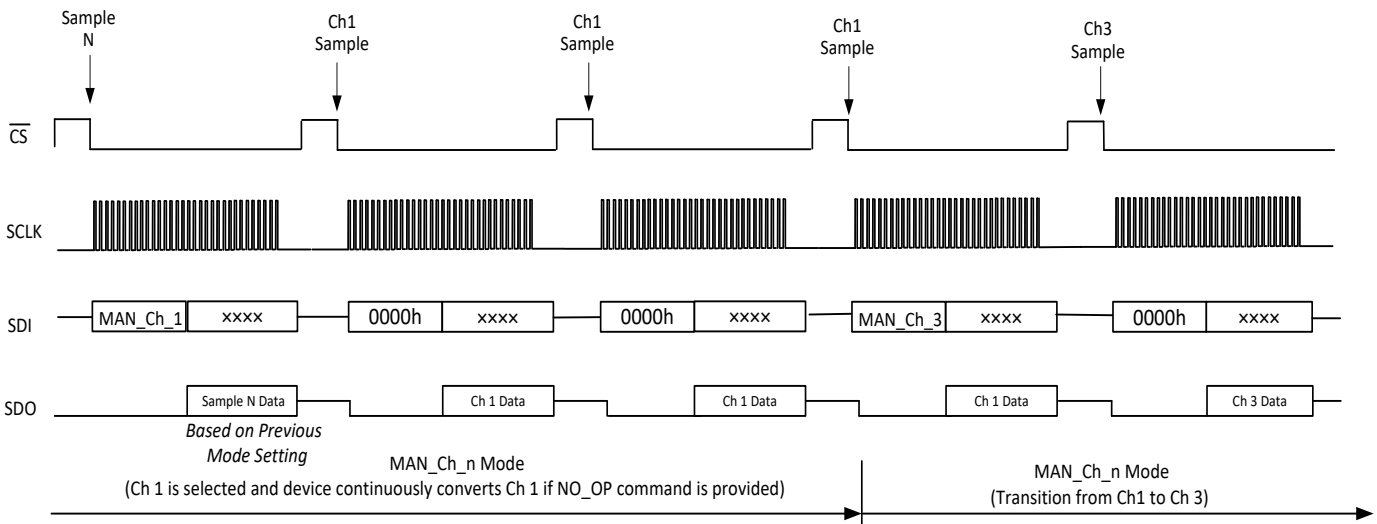 Sample
N
Ch1
Sample
Ch1
Sample
Ch1
Sample
Ch3
Sample
CS
SCLK
SDI
MAN_Ch_1
xxxx
0000h
xxxx
0000h
xxxx
MAN_Ch_3
xxxx
0000h
xxxx
SDO
Sample N Data
Ch 1 Data
Ch 1 Data
Ch 1 Data
Ch 3 Data
Based on Previous
Mode Setting
MAN_Ch_n Mode
(Ch 1 is selected and device continuously converts Ch 1 if NO_OP command is provided)
MAN_Ch_n Mode
(Transition from Ch1 to Ch 3)